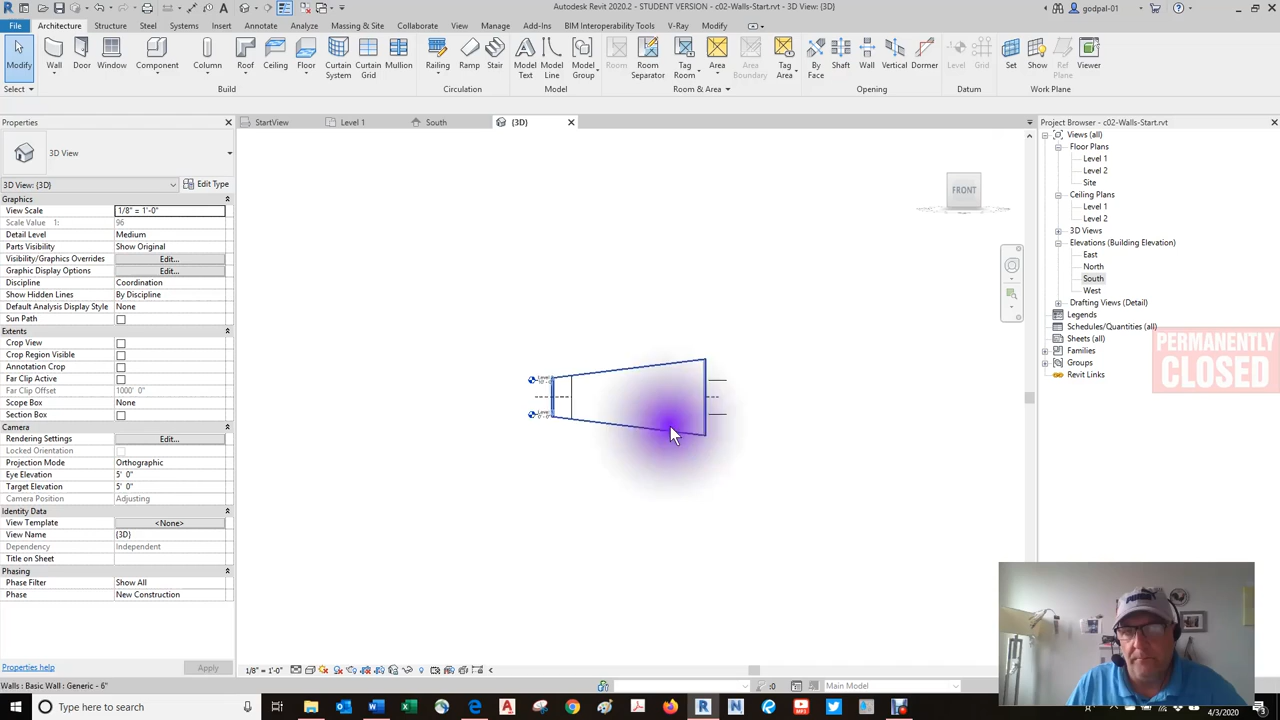 Autodesk Revit 2020.2 - STUDENT VERSION - c02-Walls-Start.rvt - 3D View: {3D}
godpal-01
File Architecture Structure Steel Systems Insert Annotate Analyze Massing & Site Collaborate View Manage Add-Ins BIM Interoperability Tools V-Ray Modify
Modify Wall Door Window Component Column Roof Ceiling Floor Curtain System Curtain Grid Mullion Railing Ramp Stair Model Text Model Line Model Group Room Room Separator Tag Room Area Area Boundary Tag Area By Face Shaft Wall Vertical Dormer Level Grid Set Show Ref Plane Viewer
Select Build Circulation Model Room & Area Opening Datum Work Plane
Properties
StartView
Level 1
South
{3D}
Project Browser - c02-Walls-Start.rvt
3D View
3D View: {3D}
Edit Type
Graphics
View Scale 1/8" = 1'-0"
Scale Value 1: 96
Detail Level Medium
Parts Visibility Show Original
Visibility/Graphics Overrides Edit...
Graphic Display Options Edit...
Discipline Coordination
Show Hidden Lines By Discipline
Default Analysis Display Style None
Sun Path
Extents
Crop View
Crop Region Visible
Annotation Crop
Far Clip Active
Far Clip Offset 1000' 0"
Scope Box None
Section Box
Camera
Rendering Settings Edit...
Locked Orientation
Projection Mode Orthographic
Eye Elevation 5' 0"
Target Elevation 5' 0"
Camera Position Adjusting
Identity Data
View Template <None>
View Name {3D}
Dependency Independent
Title on Sheet
Phasing
Phase Filter Show All
Phase New Construction
Properties help
Apply
FRONT
Level
Level
Views (all)
Floor Plans
Level 1
Level 2
Site
Ceiling Plans
Level 1
Level 2
3D Views
Elevations (Building Elevation)
East
North
South
West
Drafting Views (Detail)
Legends
Schedules/Quantities (all)
Sheets (all)
Families
Groups
Revit Links
PERMANENTLY
CLOSED
1/8" = 1'-0"
Walls : Basic Wall : Generic - 6"
:0
Main Model
Type here to search
4/3/2020